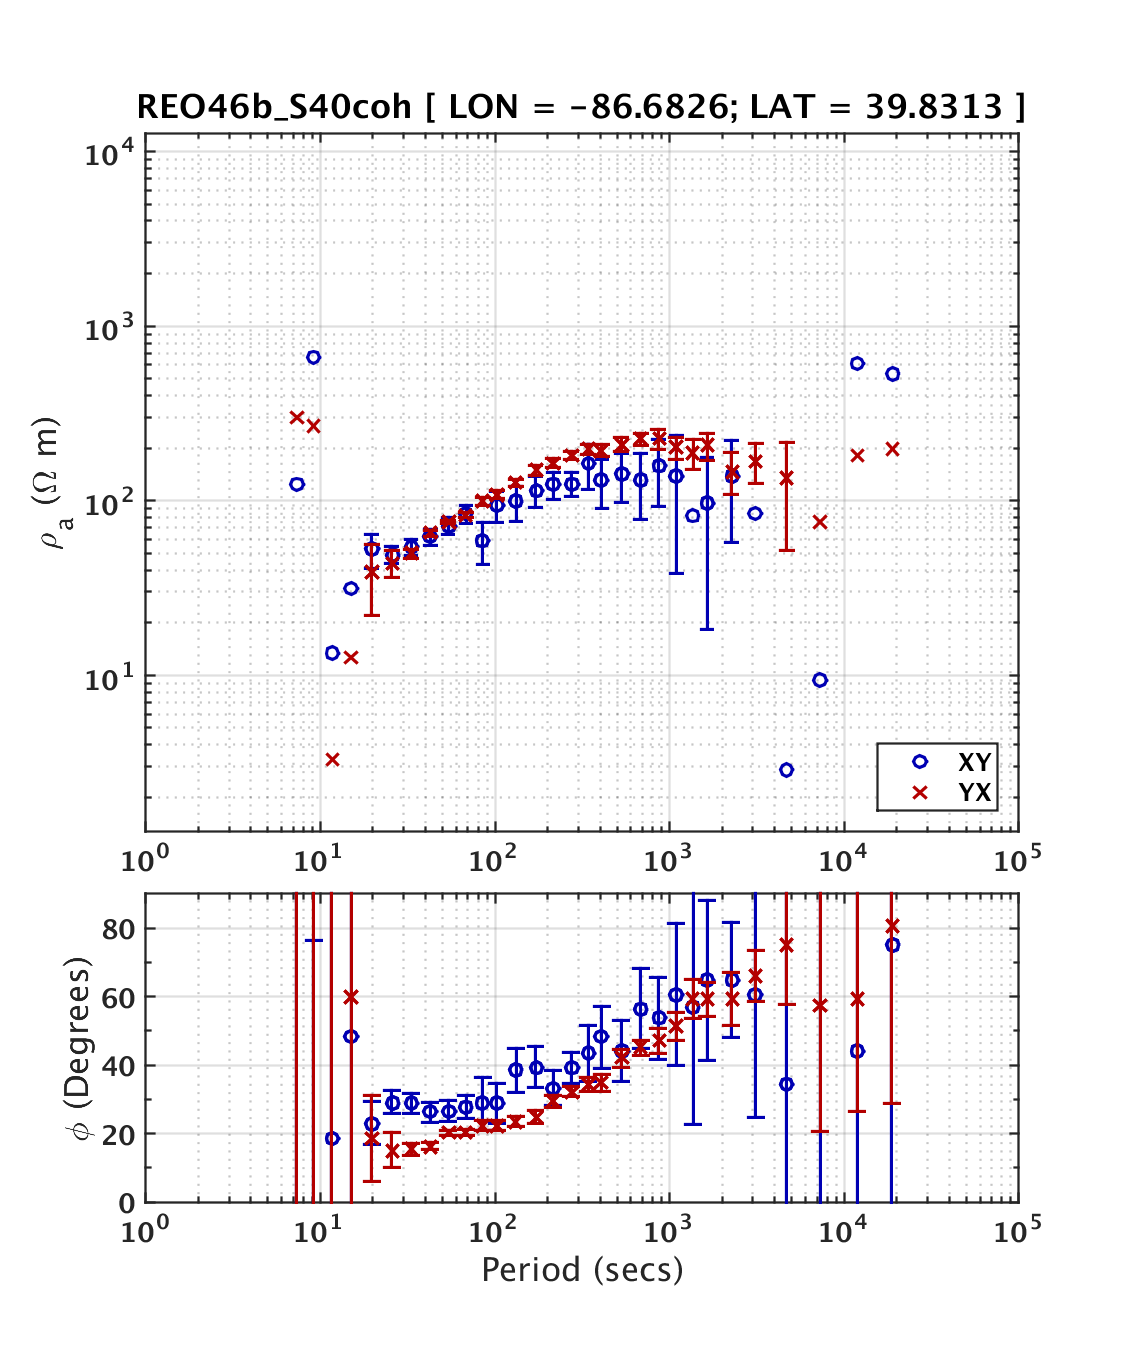 REO46b_S40coh [ LON = -86.6826; LAT = 39.8313 ]
10⁴
10³
10²
10¹
ρₐ (Ω m)
XY
YX
10⁰ 10¹ 10² 10³ 10⁴ 10⁵
80
60
40
20
0
ϕ (Degrees)
10⁰ 10¹ 10² 10³ 10⁴ 10⁵
Period (secs)